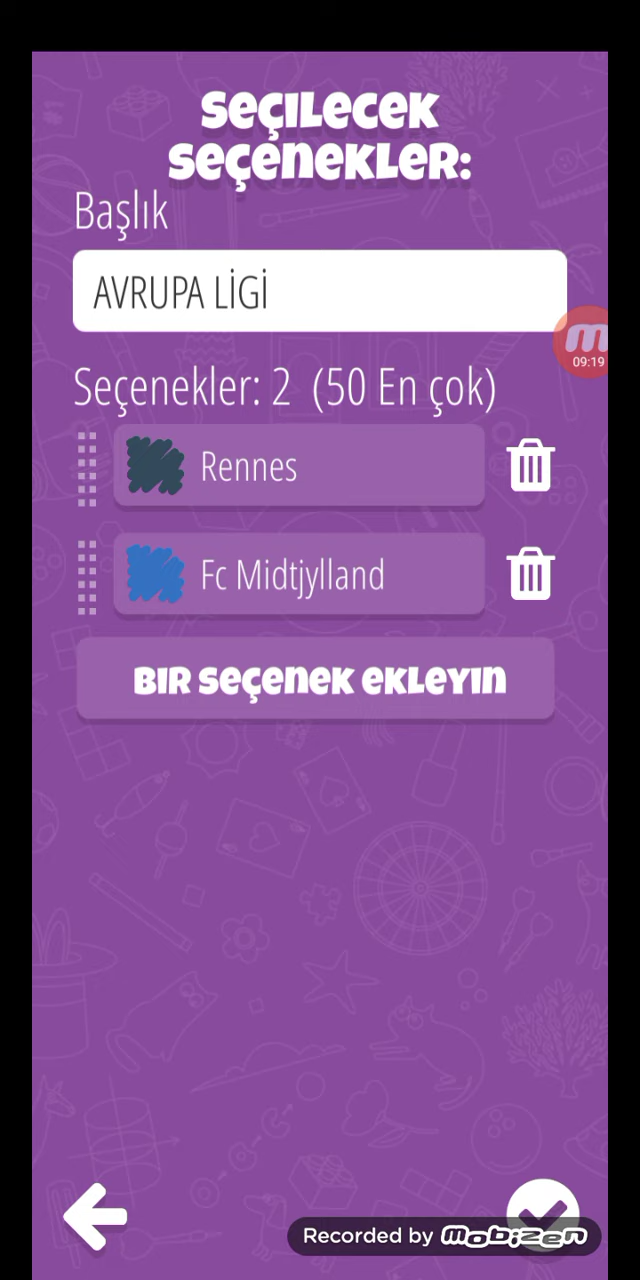 SEÇILECEK
SEÇENEKLER:
Başlık
AVRUPA LİGİ
09:19
Seçenekler: 2 (50 En çok)
Rennes
Fc Midtjylland
BIR SEÇENEK EKLEYIN
Recorded by mobizen